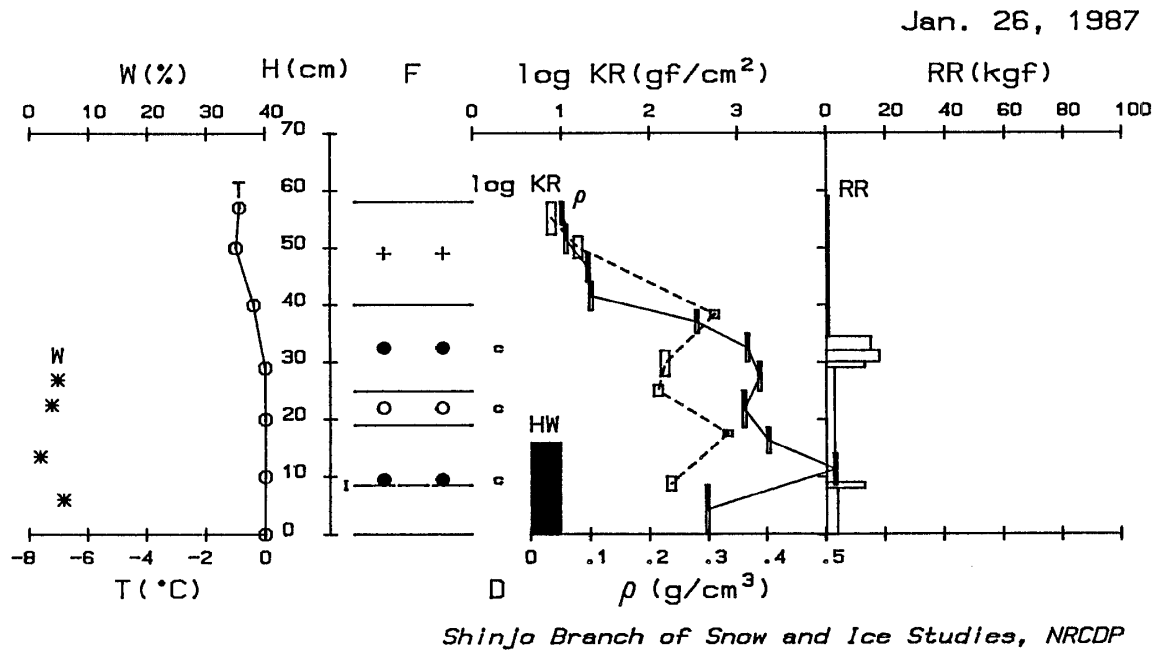 Jan. 26, 1987
W(%) H(cm) F log KR(gf/cm²) RR(kgf)
0 10 20 30 40 0 1 2 3 0 20 40 60 80 100
70
T 60 log KR ρ RR
50
40
W c
30
20 c
HW
10 c
I
0
-8 -6 -4 -2 0 0 .1 .2 .3 .4 .5
T(°C) D ρ (g/cm³)
Shinjo Branch of Snow and Ice Studies, NRCDP